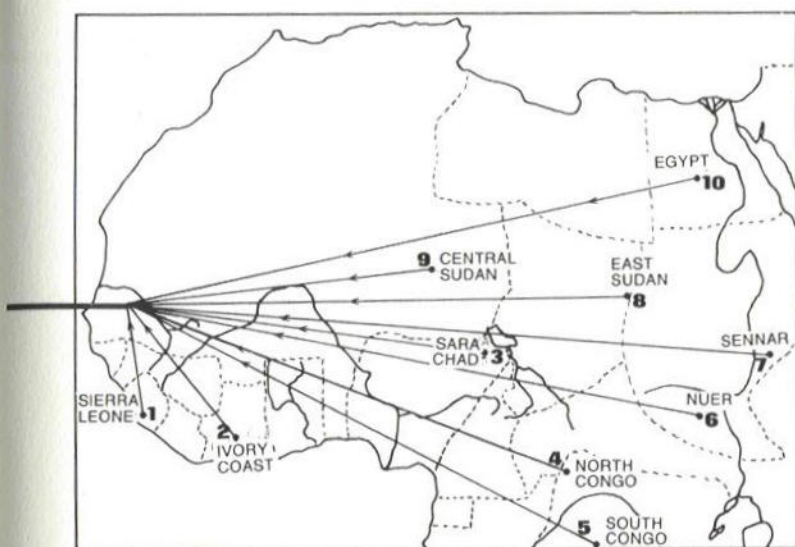 EGYPT
10
9 CENTRAL
SUDAN
EAST
SUDAN
8
SARA
CHAD 3
SENNAR
7
NUER
6
SIERRA
LEONE 1
2
IVORY
COAST
4 NORTH
CONGO
5 SOUTH
CONGO